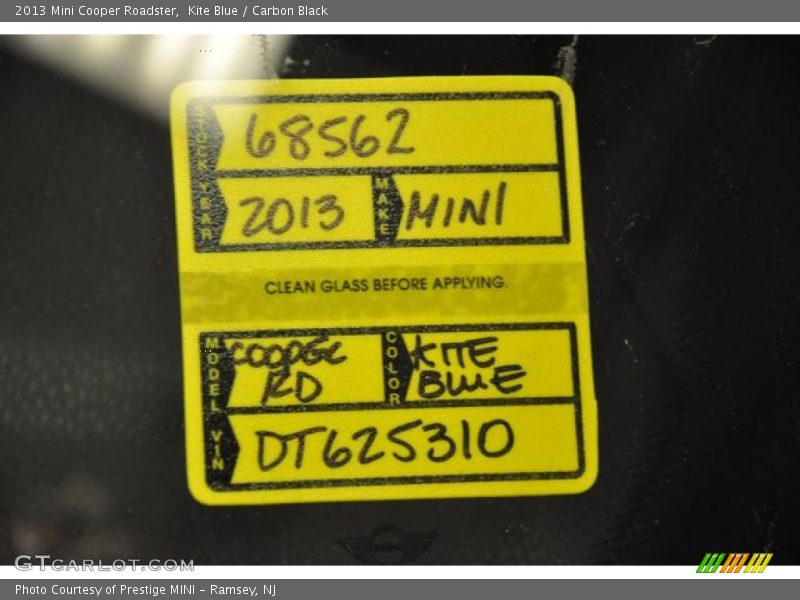 2013 Mini Cooper Roadster,  Kite Blue / Carbon Black
68562
YEAR 2013 MAKE MINI
CLEAN GLASS BEFORE APPLYING.
MODEL COOPER RD COLOR KITE BLUE
VIN DT625310
MINI
GTCARLOT.COM
Photo Courtesy of Prestige MINI – Ramsey, NJ